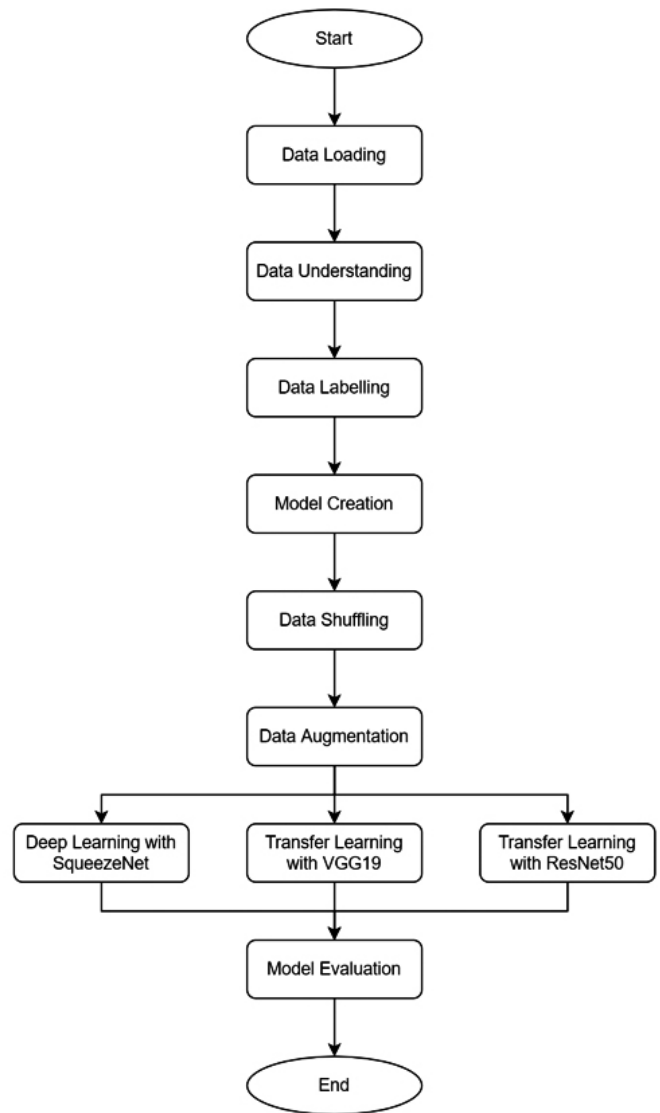 Start
Data Loading
Data Understanding
Data Labelling
Model Creation
Data Shuffling
Data Augmentation
Deep Learning with
SqueezeNet
Transfer Learning
with VGG19
Transfer Learning
with ResNet50
Model Evaluation
End